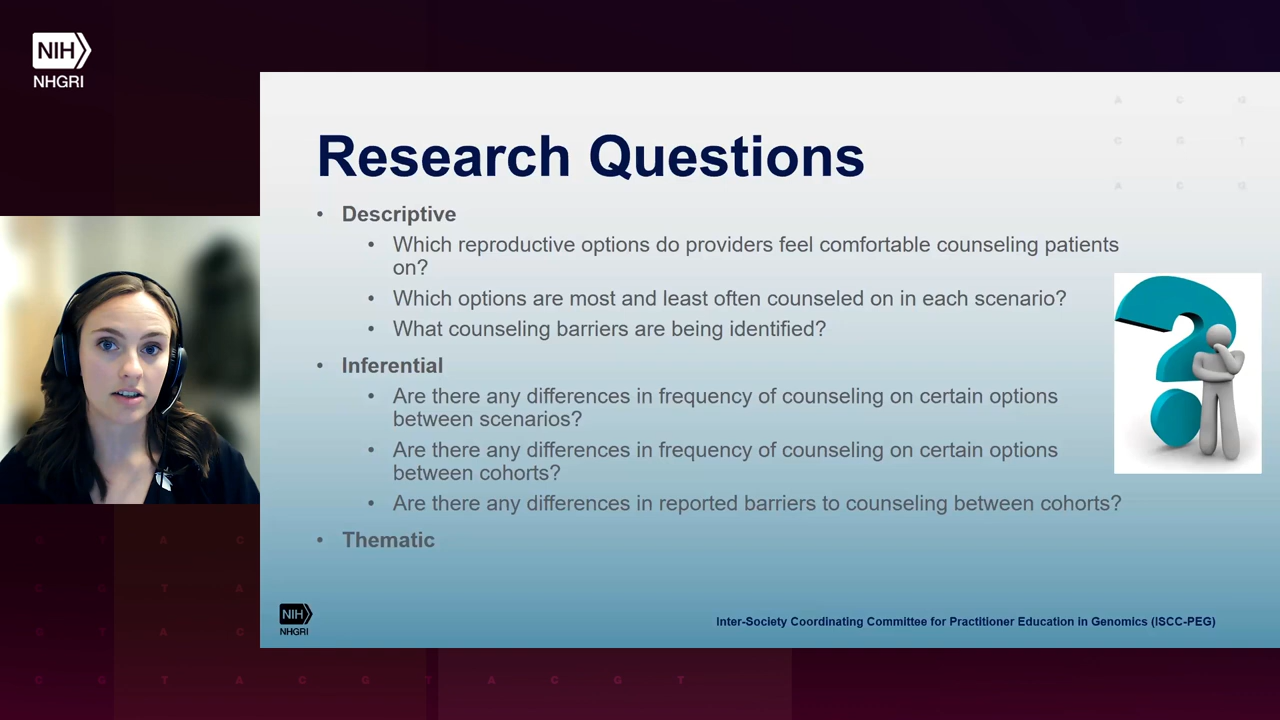 NIH
NHGRI
A C G
C G T
A C G
Research Questions
• Descriptive
• Which reproductive options do providers feel comfortable counseling patients
on?
• Which options are most and least often counseled on in each scenario?
• What counseling barriers are being identified?
• Inferential
• Are there any differences in frequency of counseling on certain options
between scenarios?
• Are there any differences in frequency of counseling on certain options
between cohorts?
• Are there any differences in reported barriers to counseling between cohorts?
• Thematic
G T A C
C G T
G T A C
NIH
NHGRI
Inter-Society Coordinating Committee for Practitioner Education in Genomics (ISCC-PEG)
C G T A C G T A C G T